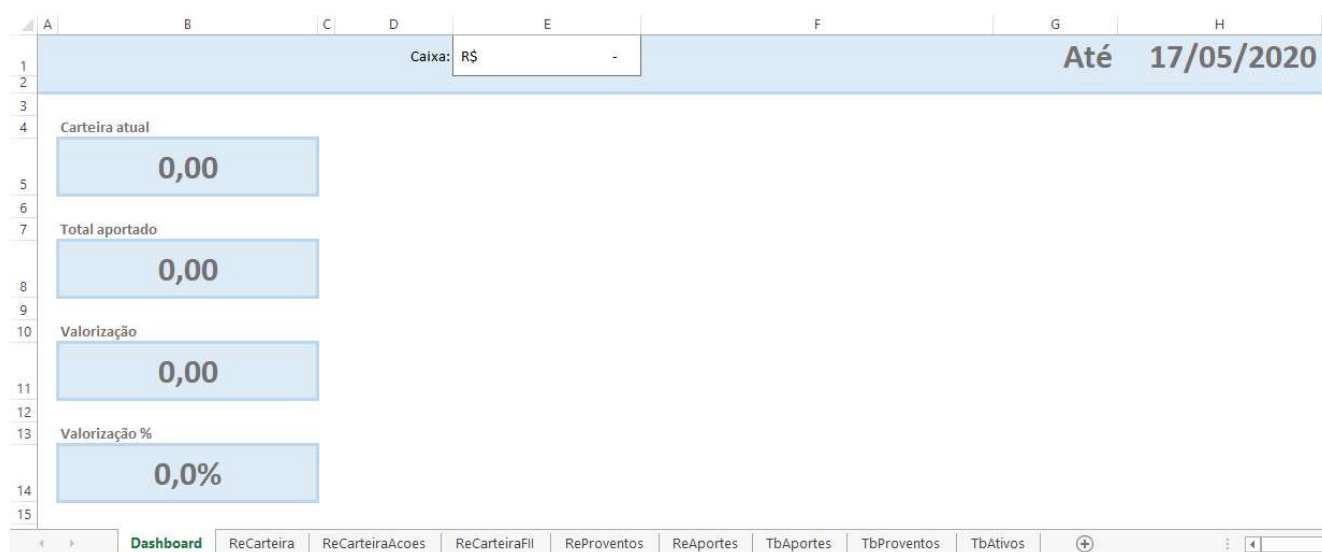 A B C D E F G H
1 Caixa: R$ - Até 17/05/2020
2
3
4 Carteira atual
5 0,00
6
7 Total aportado
8 0,00
9
10 Valorização
11 0,00
12
13 Valorização %
14 0,0%
15
Dashboard ReCarteira ReCarteiraAcoes ReCarteiraFII ReProventos ReAportes TbAportes TbProventos TbAtivos